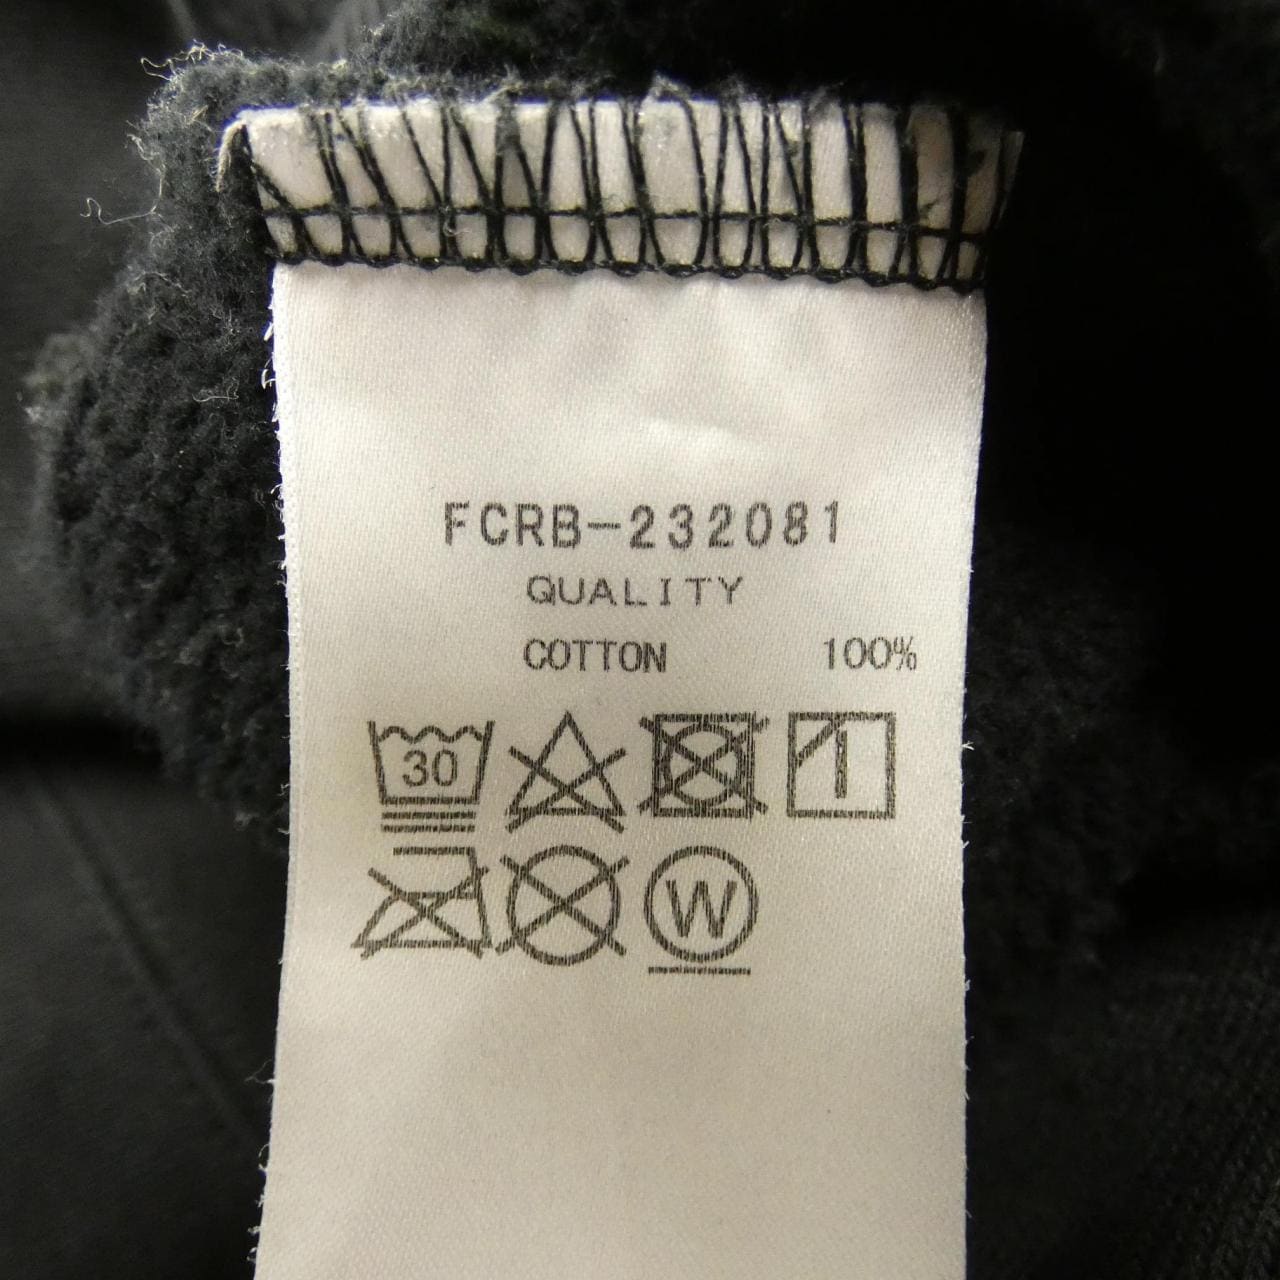 FCRB-232081
QUALITY
COTTON 100%
30
W